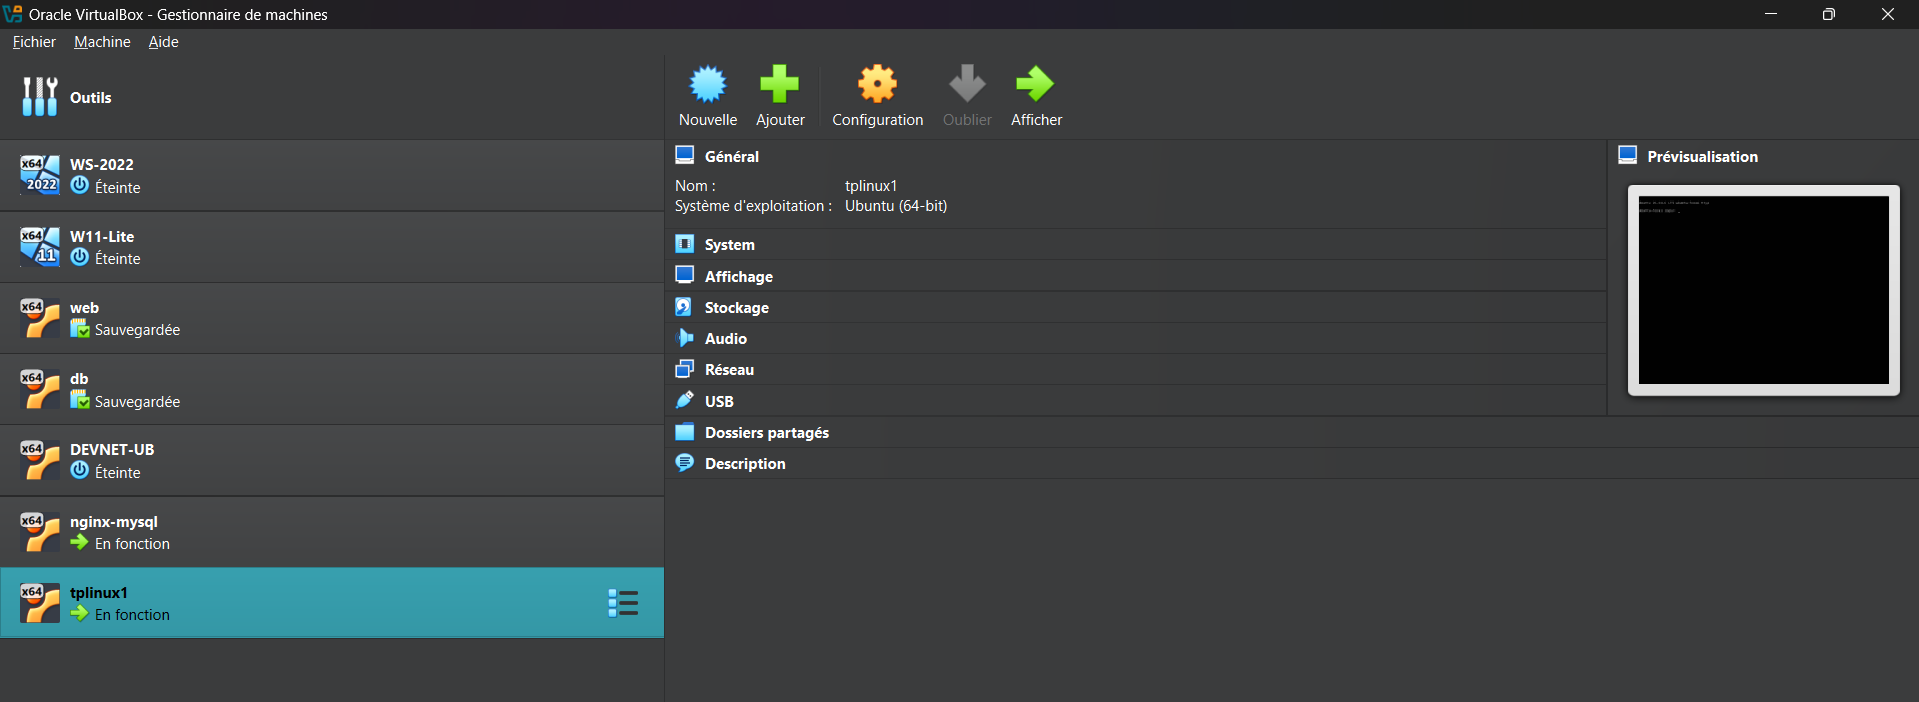 Oracle VirtualBox - Gestionnaire de machines
Fichier Machine Aide
Outils
x64 2022 WS-2022
Éteinte
x64 11 W11-Lite
Éteinte
x64 web
Sauvegardée
x64 db
Sauvegardée
x64 DEVNET-UB
Éteinte
x64 nginx-mysql
En fonction
x64 tplinux1
En fonction
Nouvelle Ajouter Configuration Oublier Afficher
Général
Nom : tplinux1
Système d'exploitation : Ubuntu (64-bit)
System
Affichage
Stockage
Audio
Réseau
USB
Dossiers partagés
Description
Prévisualisation